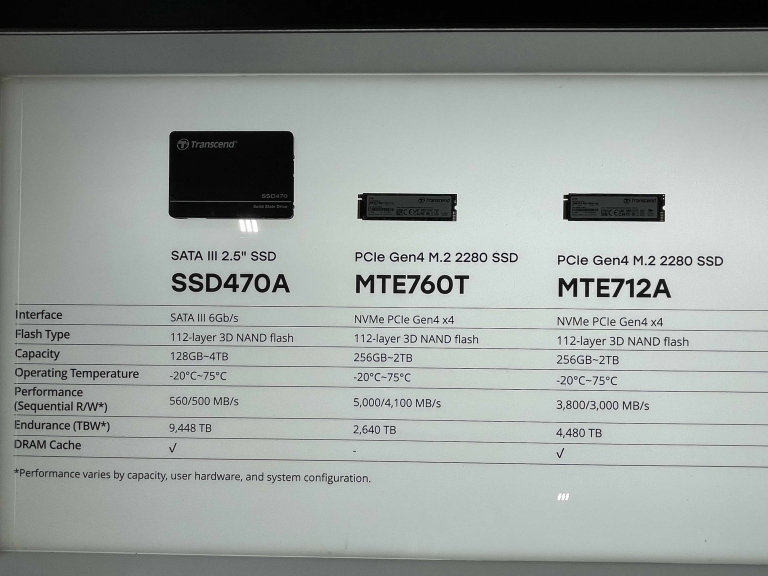 Transcend
SSD470
Solid State Drive
Transcend
Transcend
SATA III 2.5" SSD
PCIe Gen4 M.2 2280 SSD
PCIe Gen4 M.2 2280 SSD
SSD470A
MTE760T
MTE712A
Interface SATA III 6Gb/s NVMe PCIe Gen4 x4 NVMe PCIe Gen4 x4
Flash Type 112-layer 3D NAND flash 112-layer 3D NAND flash 112-layer 3D NAND flash
Capacity 128GB~4TB 256GB~2TB 256GB~2TB
Operating Temperature -20°C~75°C -20°C~75°C -20°C~75°C
Performance
(Sequential R/W*) 560/500 MB/s 5,000/4,100 MB/s 3,800/3,000 MB/s
Endurance (TBW*) 9,448 TB 2,640 TB 4,480 TB
DRAM Cache √ - √
*Performance varies by capacity, user hardware, and system configuration.